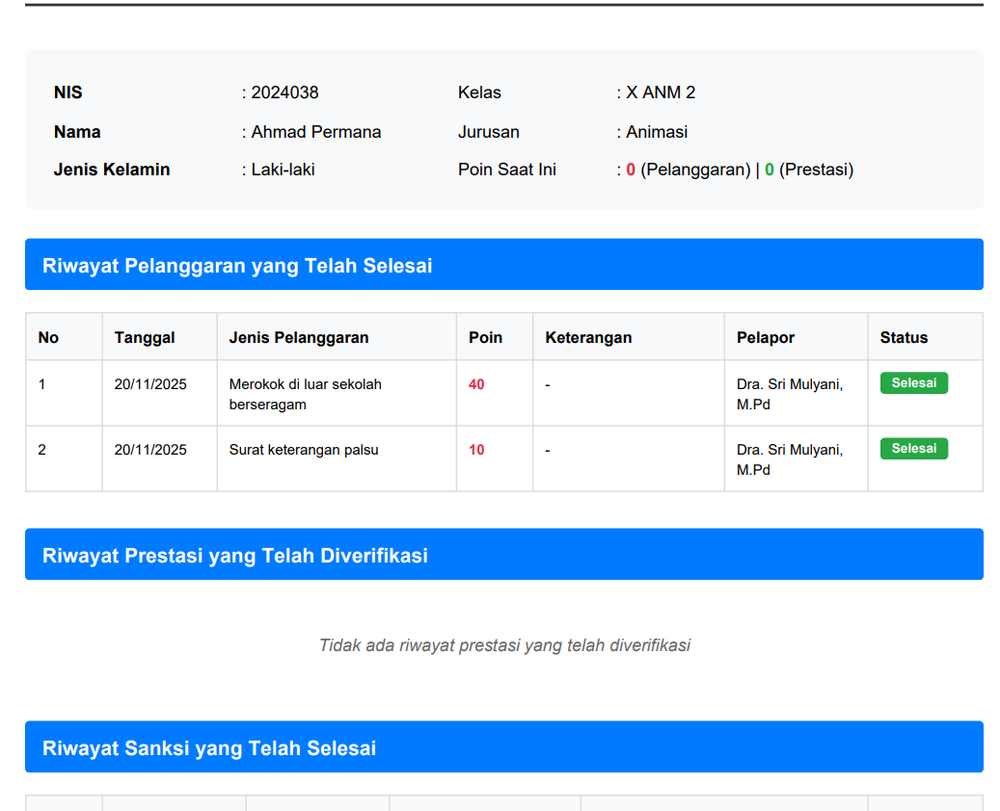 NIS : 2024038 Kelas : X ANM 2
Nama : Ahmad Permana Jurusan : Animasi
Jenis Kelamin : Laki-laki Poin Saat Ini : 0 (Pelanggaran) | 0 (Prestasi)
Riwayat Pelanggaran yang Telah Selesai
No Tanggal Jenis Pelanggaran Poin Keterangan Pelapor Status
1 20/11/2025 Merokok di luar sekolah 40 - Dra. Sri Mulyani, Selesai
berseragam M.Pd
2 20/11/2025 Surat keterangan palsu 10 - Dra. Sri Mulyani, Selesai
M.Pd
Riwayat Prestasi yang Telah Diverifikasi
Tidak ada riwayat prestasi yang telah diverifikasi
Riwayat Sanksi yang Telah Selesai